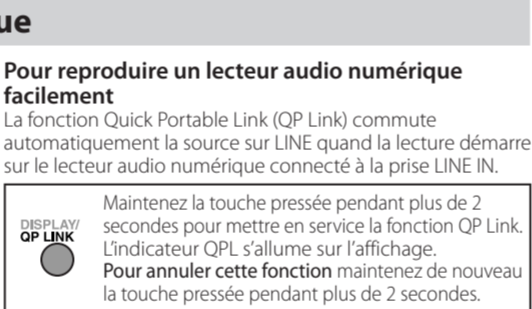 ue
Pour reproduire un lecteur audio numérique
facilement
La fonction Quick Portable Link (QP Link) commute
automatiquement la source sur LINE quand la lecture démarre
sur le lecteur audio numérique connecté à la prise LINE IN.
DISPLAY/
QP LINK
Maintenez la touche pressée pendant plus de 2
secondes pour mettre en service la fonction QP Link.
L’indicateur QPL s’allume sur l’affichage.
Pour annuler cette fonction maintenez de nouveau
la touche pressée pendant plus de 2 secondes.